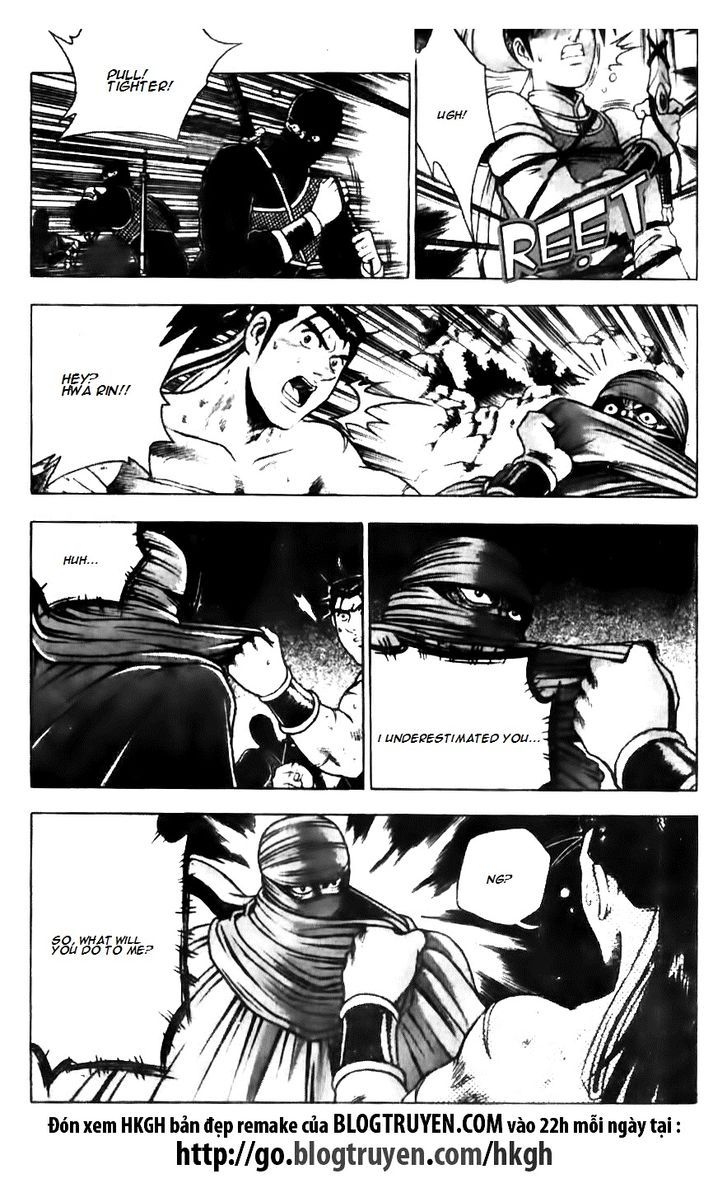 PULL!
TIGHTER!
UGH!
REET
HEY?
HWA RIN!!
HUH...
I UNDERESTIMATED YOU...
NG?
SO, WHAT WILL
YOU DO TO ME?
Đón xem HKGH bản đẹp remake của BLOGTRUYEN.COM vào 22h mỗi ngày tại :
http://go.blogtruyen.com/hkgh